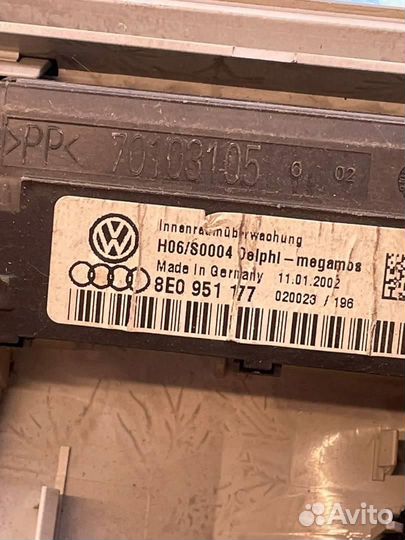 >PP< 70103105 6 02
Innenraumüberwachung
H06/S0004 Delphi-megamos
Made in Germany 11.01.2002
8E0 951 177 020023 / 196
Avito